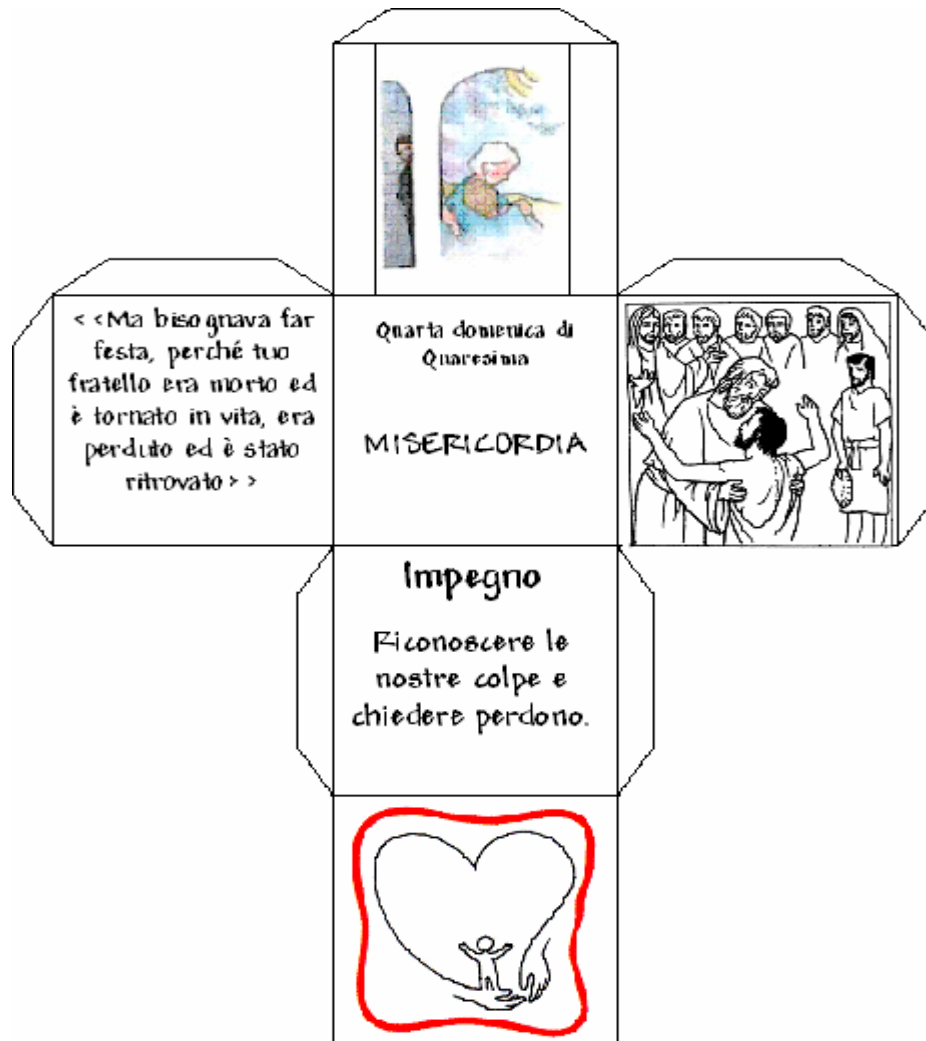 < <Ma bisognava far
festa, perché tuo
fratello era morto ed
è tornato in vita, era
perduto ed è stato
ritrovato> >
Quarta domenica di
Quaresima
MISERICORDIA
Impegno
Riconoscere le
nostre colpe e
chiedere perdono.